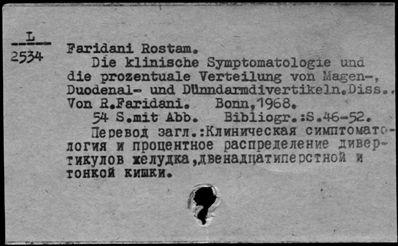 L
2534
Faridani Rostam.
Die klinische Symptomatologie und
die prozentuale Verteilung von Magen-,
Duodenal- und Dünndarmdivertikeln.Diss..
Von R.Faridani. Bonn,1968.
54 S.mit Abb. Bibliogr.:S.46-52.
Перевод загл.:Клиническая симптомато-
логия и процентное распределение дивер-
тикулов желудка,двенадцатиперстной и
тонкой кишки.